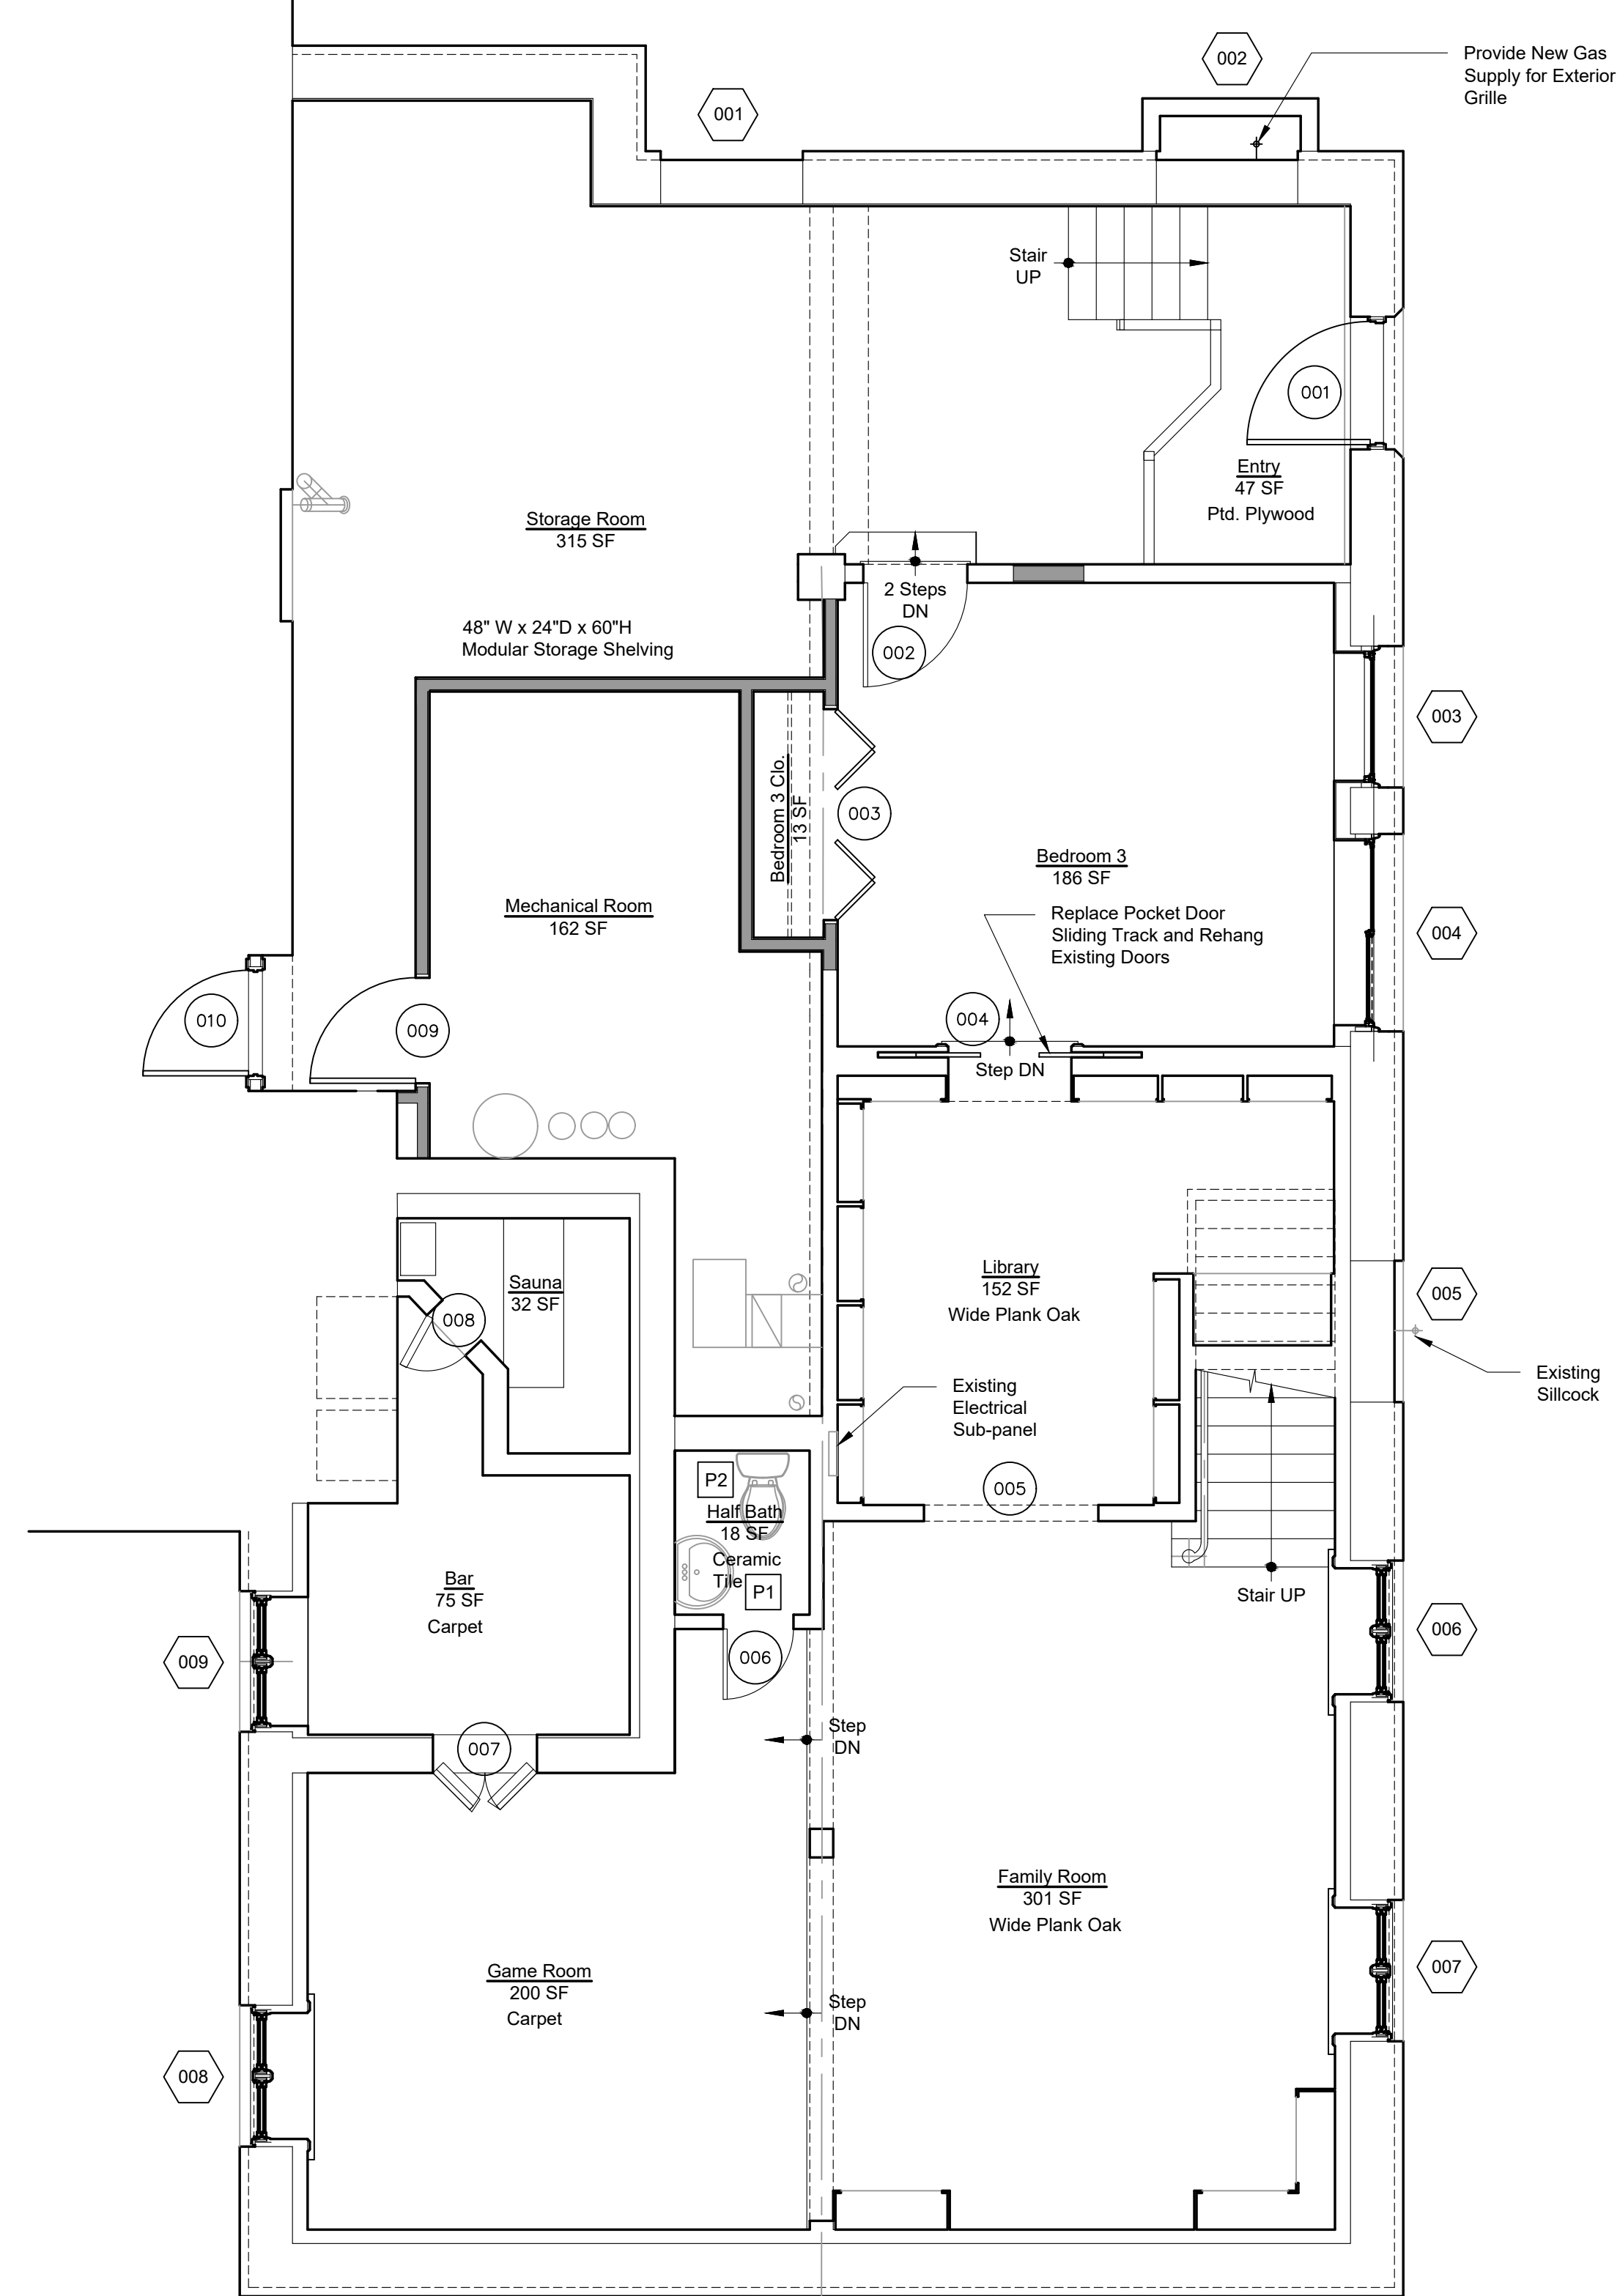 002
Provide New Gas
Supply for Exterior
Grille
001
Stair
UP
001
Entry
47 SF
Ptd. Plywood
Storage Room
315 SF
2 Steps
DN
48" W x 24"D x 60"H
Modular Storage Shelving
002
003
Bedroom 3 Clo.
13 SF
003
Bedroom 3
186 SF
Mechanical Room
162 SF
Replace Pocket Door
Sliding Track and Rehang
Existing Doors
004
010
009
004
Step DN
Library
152 SF
Wide Plank Oak
Sauna
32 SF
008
005
Existing
Sillcock
Existing
Electrical
Sub-panel
P2
005
Half Bath
18 SF
Ceramic
Tile
P1
Bar
75 SF
Carpet
Stair UP
009
006
006
007
Step
DN
Family Room
301 SF
Wide Plank Oak
007
Game Room
200 SF
Carpet
Step
DN
008